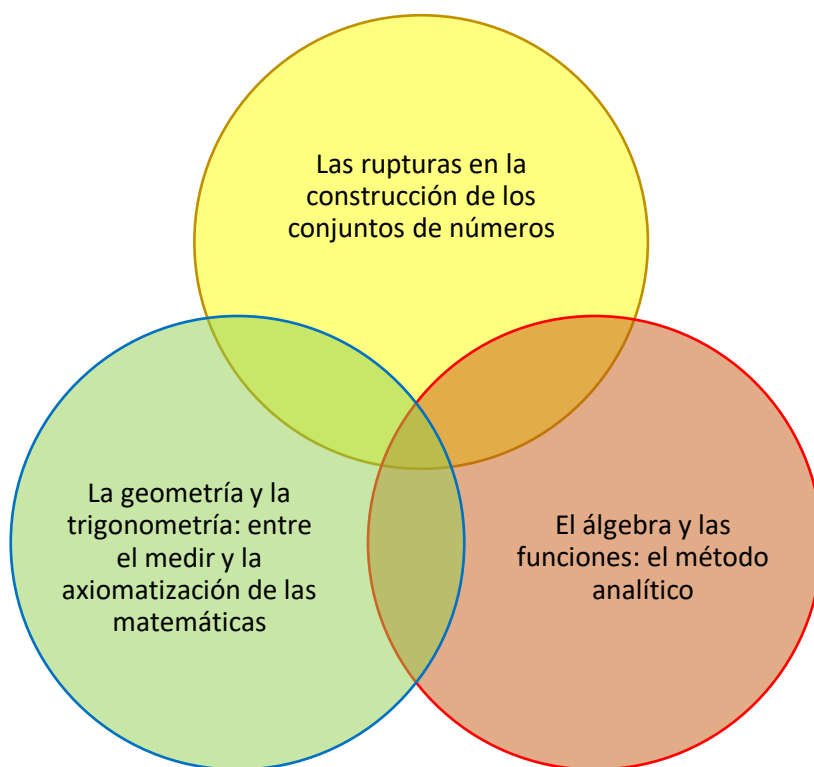 Las rupturas en la
construcción de los
conjuntos de números
La geometría y la
trigonometría: entre
el medir y la
axiomatización de las
matemáticas
El álgebra y las
funciones: el método
analítico